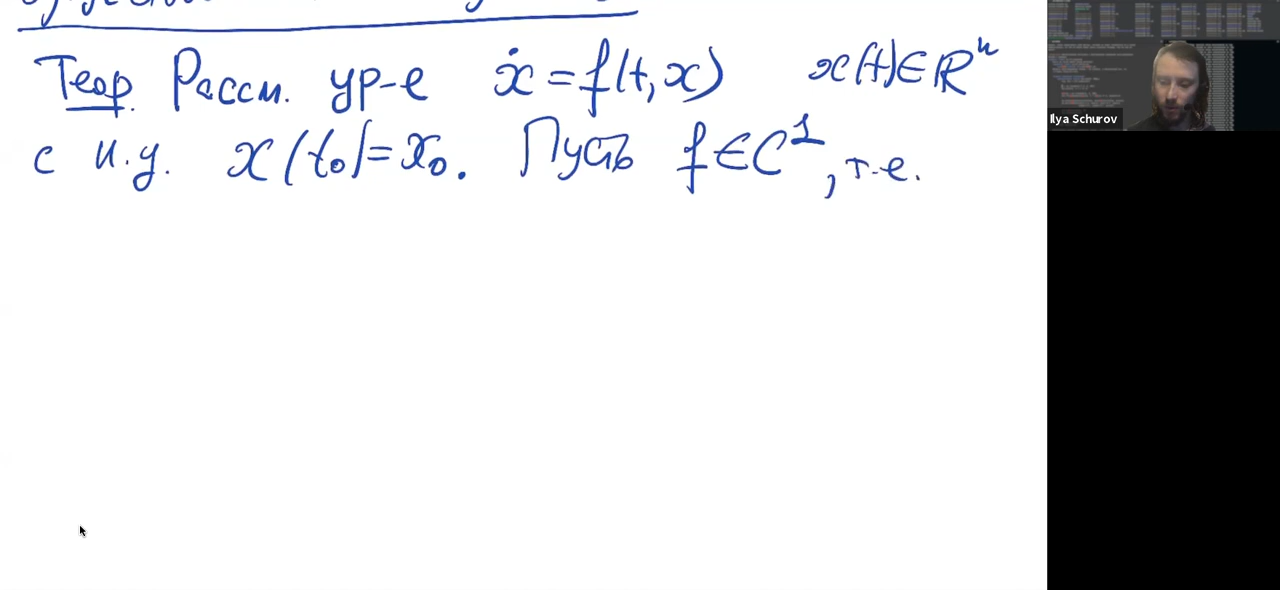 Теор. Рассм. ур-е ẋ = f(t, x) x(t)∈ℝⁿ
с н.у. x(t₀)=x₀. Пусть f∈C¹, т.е.
Ilya Schurov